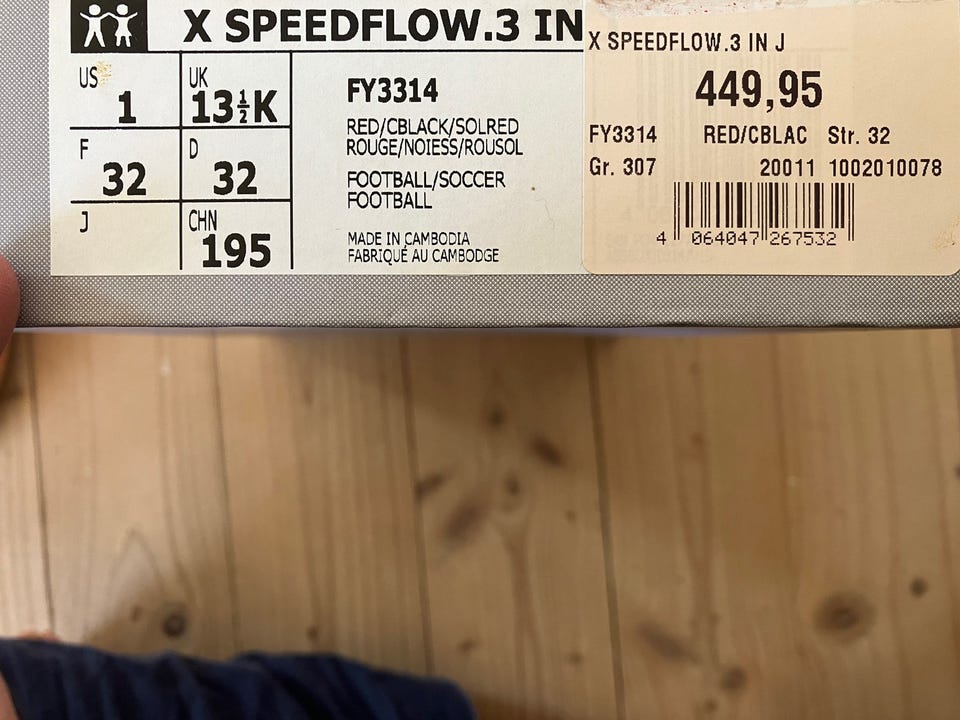 X SPEEDFLOW.3 IN
US
1
UK
13½K
F
32
D
32
J
CHN
195
FY3314
RED/CBLACK/SOLRED
ROUGE/NOIESS/ROUSOL
FOOTBALL/SOCCER
FOOTBALL
MADE IN CAMBODIA
FABRIQUÉ AU CAMBODGE
X SPEEDFLOW.3 IN J
449,95
FY3314 RED/CBLAC Str. 32
Gr. 307 20011 1002010078
4 064047 267532